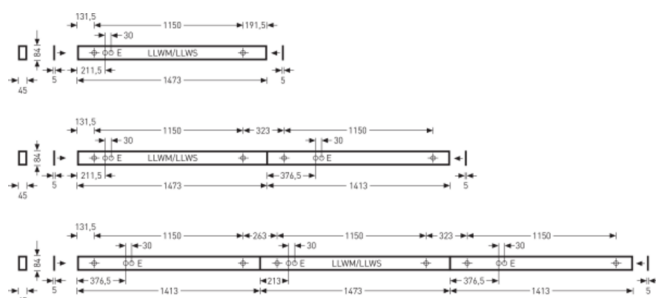 131,5 1150 191,5
30
84 E LLWM/LLWS
211,5 5
45 5 1473
131,5 1150 323 1150
30 30
84 E LLWM/LLWS E
211,5 376,5
45 5 1473 1413 5
131,5 1150 263 1150 323 1150
30 30 30
84 E E LLWM/LLWS E
376,5 213 376,5
5 1413 1473 1413 5